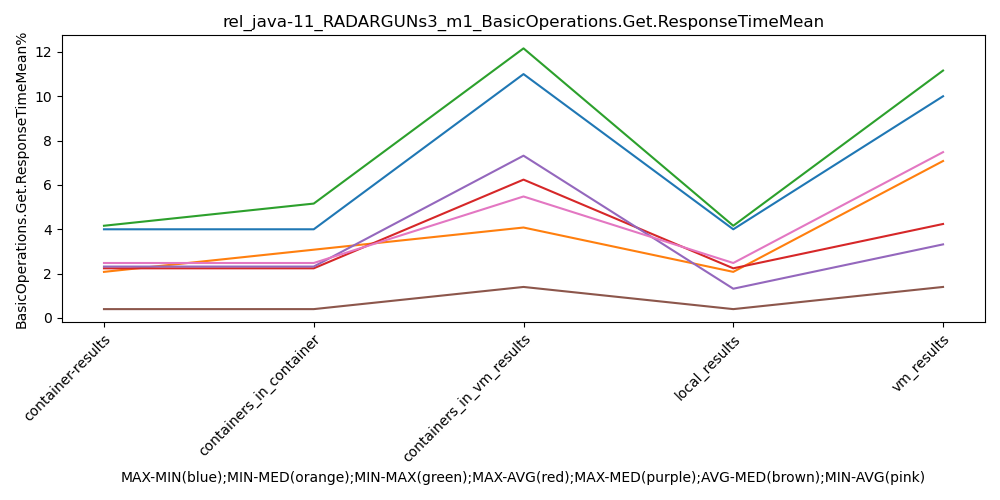 rel_java-11_RADARGUNs3_m1_BasicOperations.Get.ResponseTimeMean
BasicOperations.Get.ResponseTimeMean%
12
10
8
6
4
2
0
container-results
containers_in_container
containers_in_vm_results
local_results
vm_results
MAX-MIN(blue);MIN-MED(orange);MIN-MAX(green);MAX-AVG(red);MAX-MED(purple);AVG-MED(brown);MIN-AVG(pink)